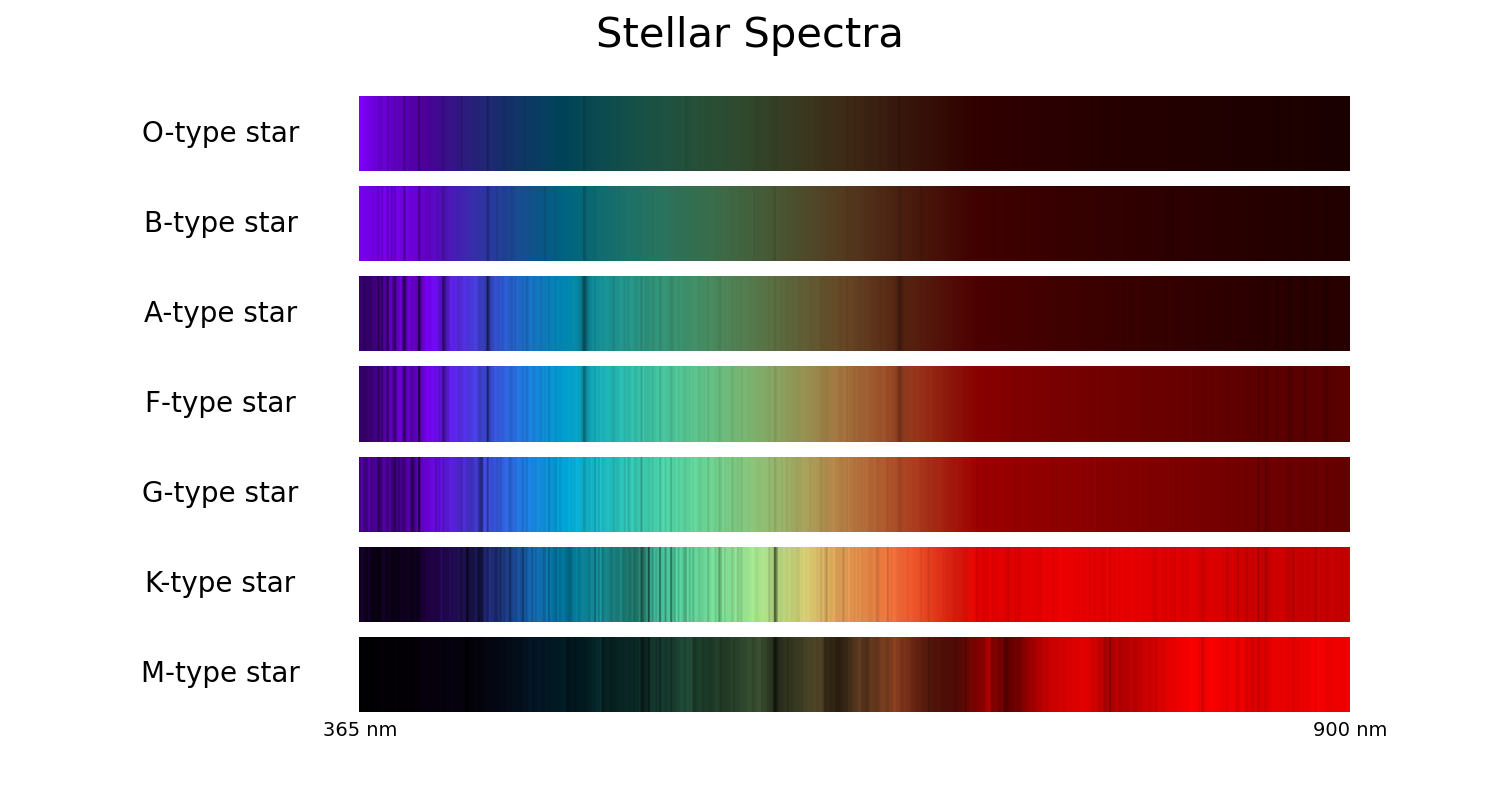 Stellar Spectra
O-type star
B-type star
A-type star
F-type star
G-type star
K-type star
M-type star
365 nm
900 nm